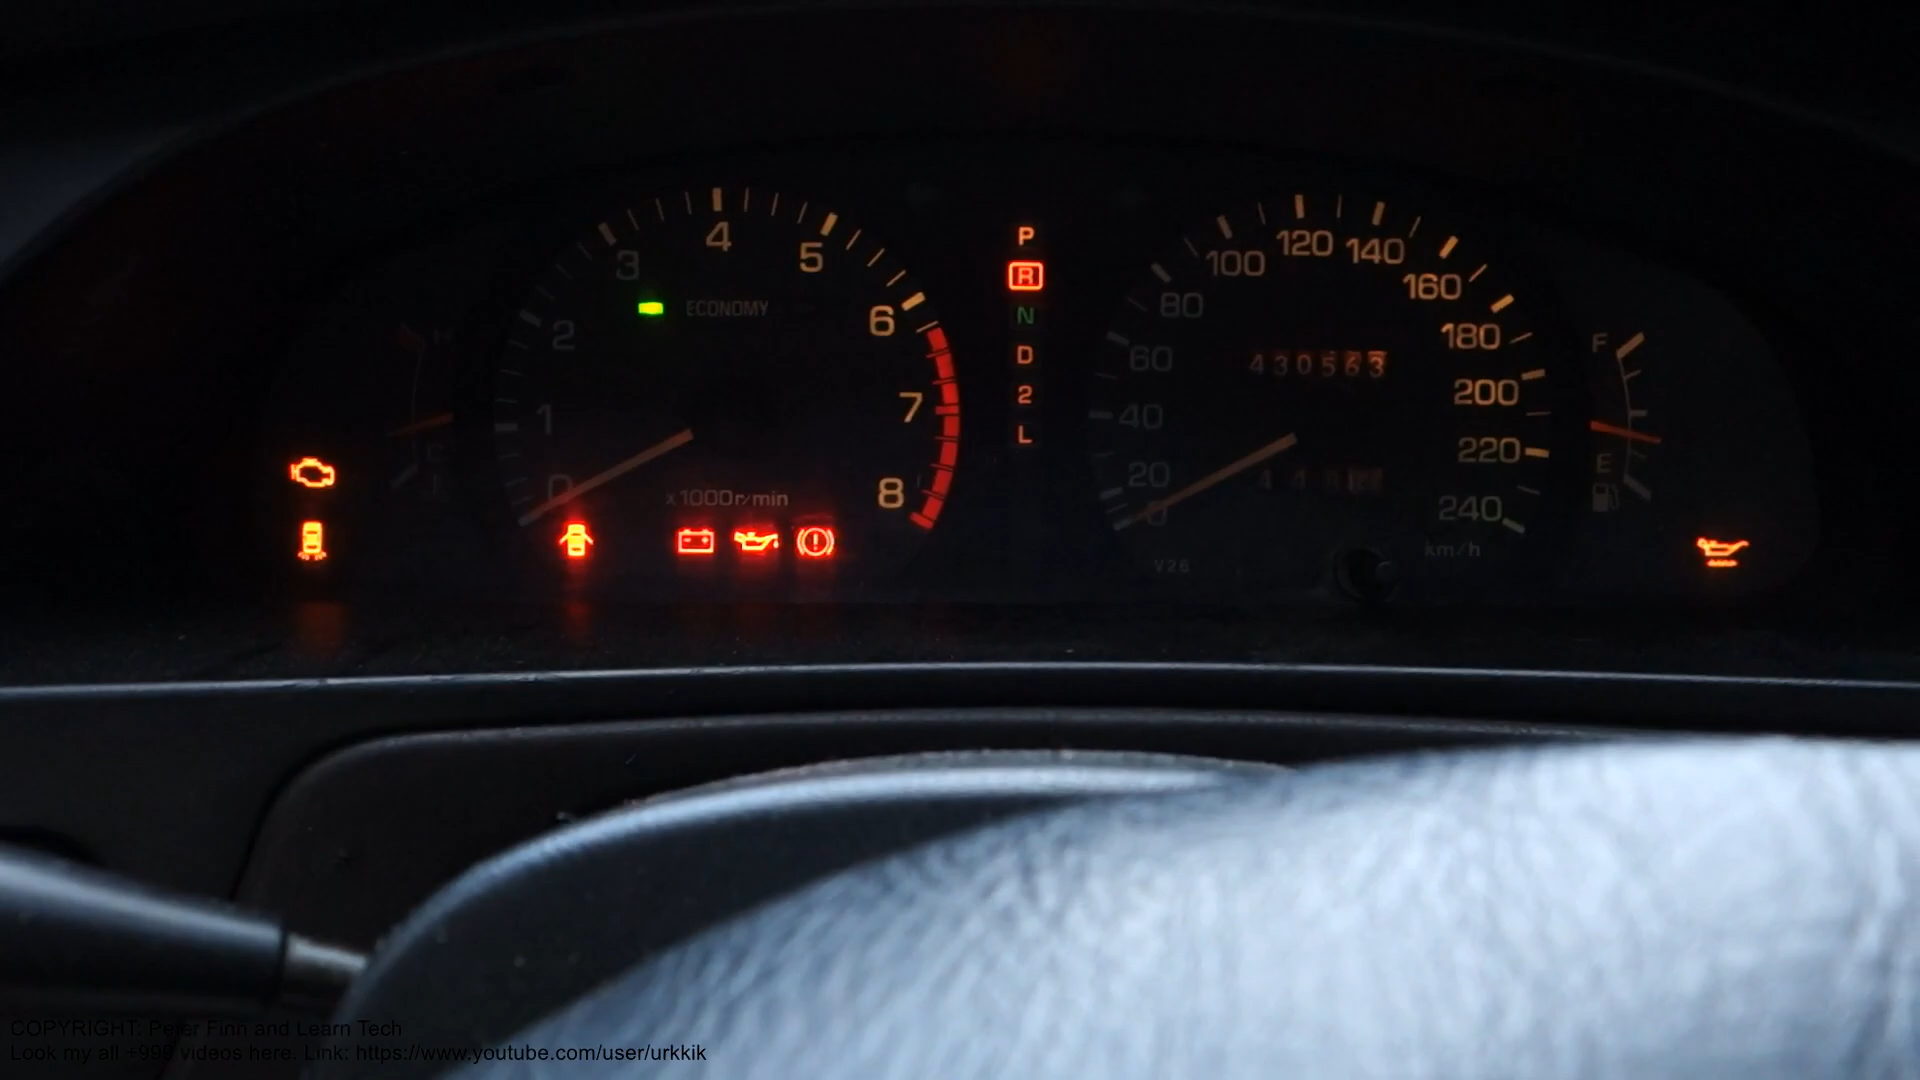 4
3
5
P
R
100
120
140
160
ECONOMY
6
N
80
2
180
F
D
60
430563
200
1
7
2
40
L
220
E
20
0
x1000r/min
8
0
240
km/h
V26
COPYRIGHT: Peter Finn and Learn Tech
Look my all +999 videos here. Link: https://www.youtube.com/user/urkkik